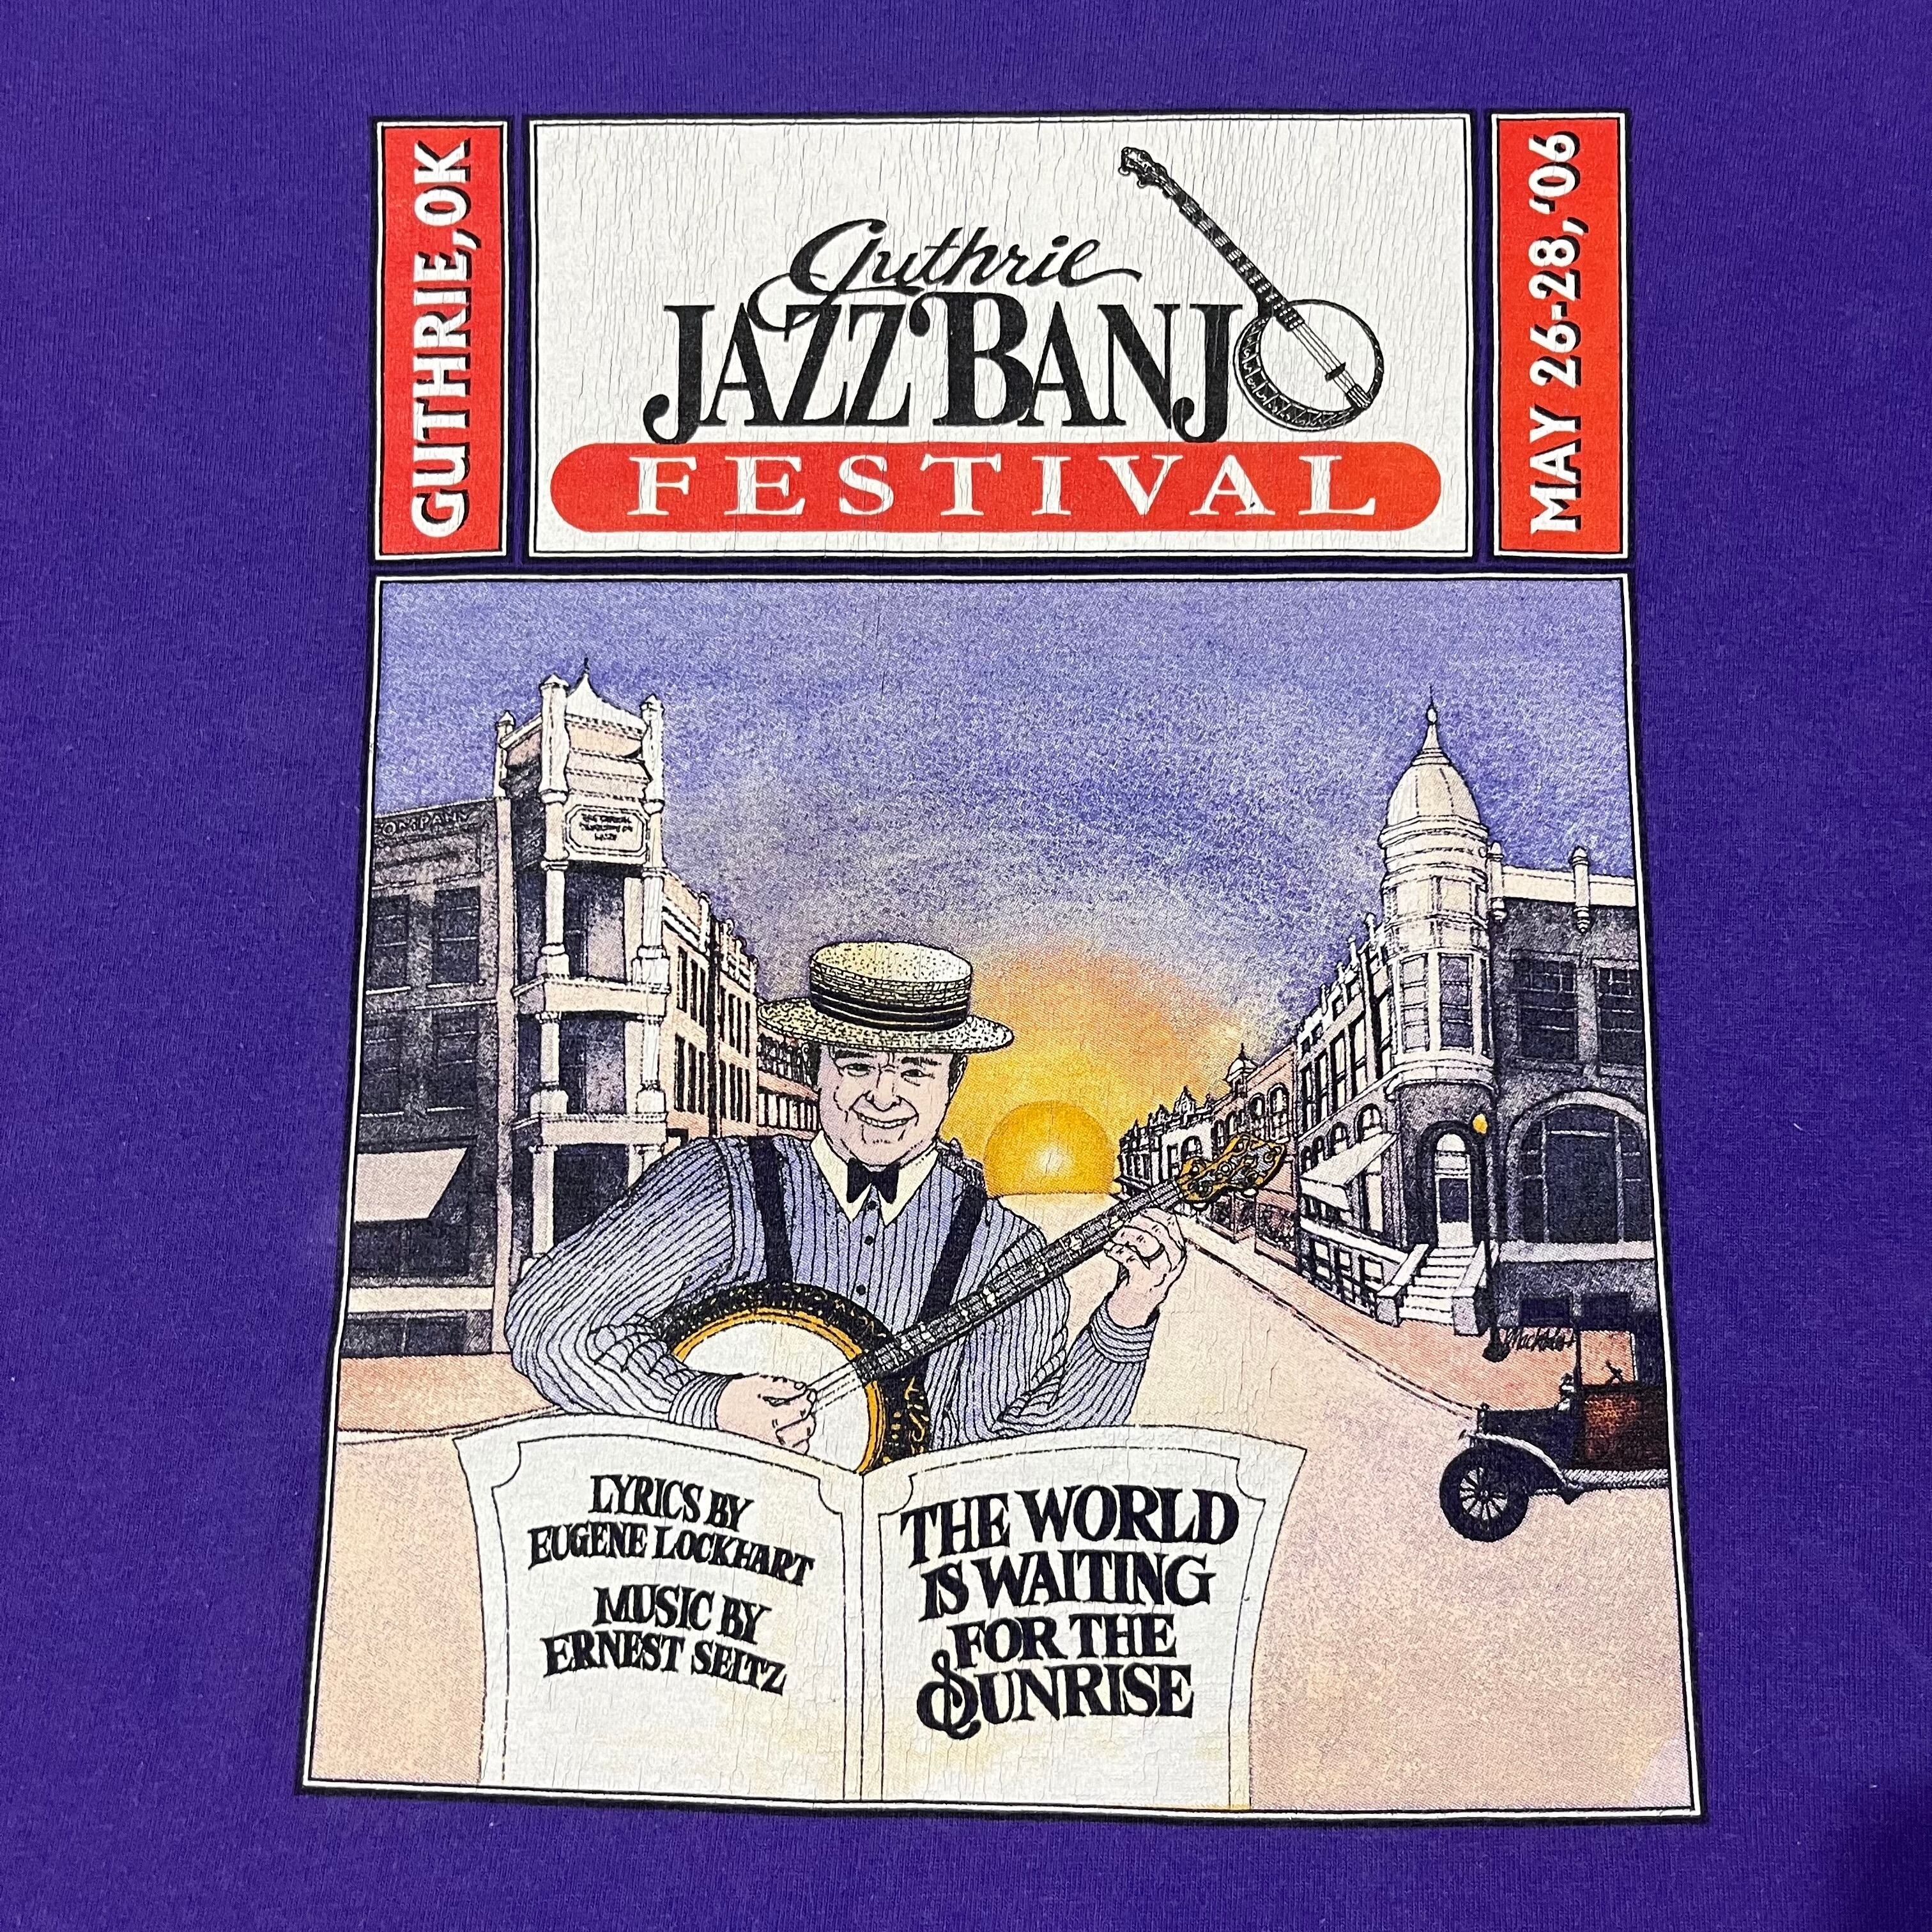 GUTHRIE, OK
Guthrie
JAZZ BANJO
FESTIVAL
MAY 26-28, '06
COMPANY
LYRICS BY
EUGENE LOCKHART
MUSIC BY
ERNEST SEITZ
THE WORLD
IS WAITING
FOR THE
SUNRISE